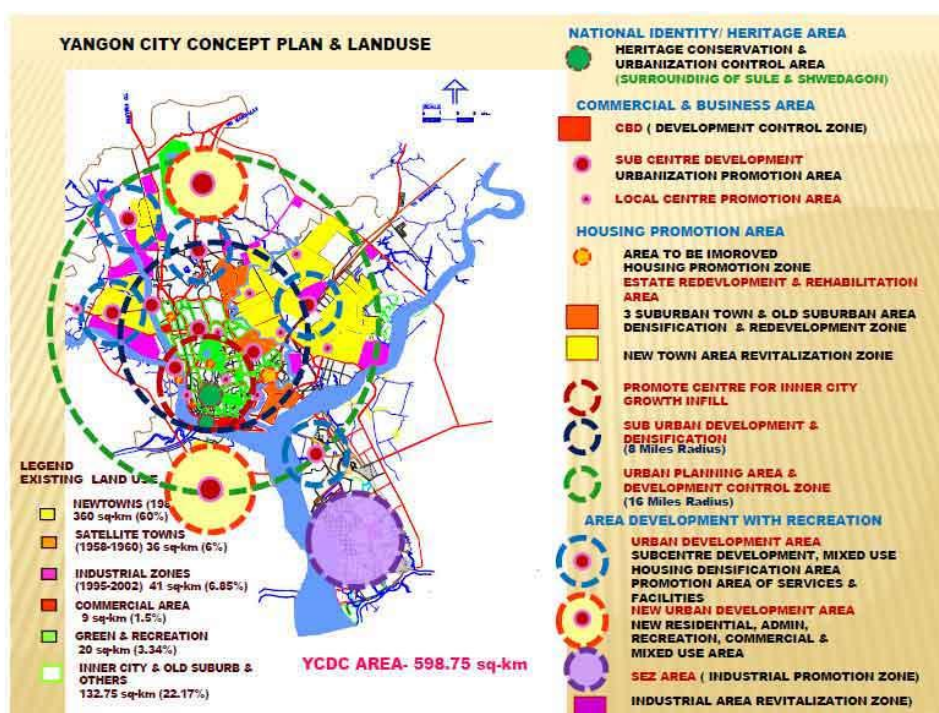 YANGON CITY CONCEPT PLAN & LANDUSE
SCALE
LEGEND
EXISTING LAND USE
NEWTOWNS (198
360 sq-km (60%)
SATELLITE TOWNS
(1958-1960) 36 sq-km (6%)
INDUSTRIAL ZONES
(1995-2002) 41 sq-km (6.85%)
COMMERCIAL AREA
9 sq-km (1.5%)
GREEN & RECREATION
20 sq-km (3.34%)
INNER CITY & OLD SUBURB &
OTHERS
132.75 sq-km (22.17%)
YCDC AREA- 598.75 sq-km
NATIONAL IDENTITY/ HERITAGE AREA
HERITAGE CONSERVATION &
URBANIZATION CONTROL AREA
(SURROUNDING OF SULE & SHWEDAGON)
COMMERCIAL & BUSINESS AREA
CBD ( DEVELOPMENT CONTROL ZONE)
SUB CENTRE DEVELOPMENT
URBANIZATION PROMOTION AREA
LOCAL CENTRE PROMOTION AREA
HOUSING PROMOTION AREA
AREA TO BE IMOROVED
HOUSING PROMOTION ZONE
ESTATE REDEVLOPMENT & REHABILITATION
AREA
3 SUBURBAN TOWN & OLD SUBURBAN AREA
DENSIFICATION & REDEVELOPMENT ZONE
NEW TOWN AREA REVITALIZATION ZONE
PROMOTE CENTRE FOR INNER CITY
GROWTH INFILL
SUB URBAN DEVELOPMENT &
DENSIFICATION
(8 Miles Radius)
URBAN PLANNING AREA &
DEVELOPMENT CONTROL ZONE
(16 Miles Radius)
AREA DEVELOPMENT WITH RECREATION
URBAN DEVELOPMENT AREA
SUBCENTRE DEVELOPMENT, MIXED USE
HOUSING DENSIFICATION AREA
PROMOTION AREA OF SERVICES &
FACILITIES
NEW URBAN DEVELOPMENT AREA
NEW RESIDENTIAL, ADMIN,
RECREATION, COMMERCIAL &
MIXED USE AREA
SEZ AREA ( INDUSTRIAL PROMOTION ZONE)
INDUSTRIAL AREA REVITALIZATION ZONE)